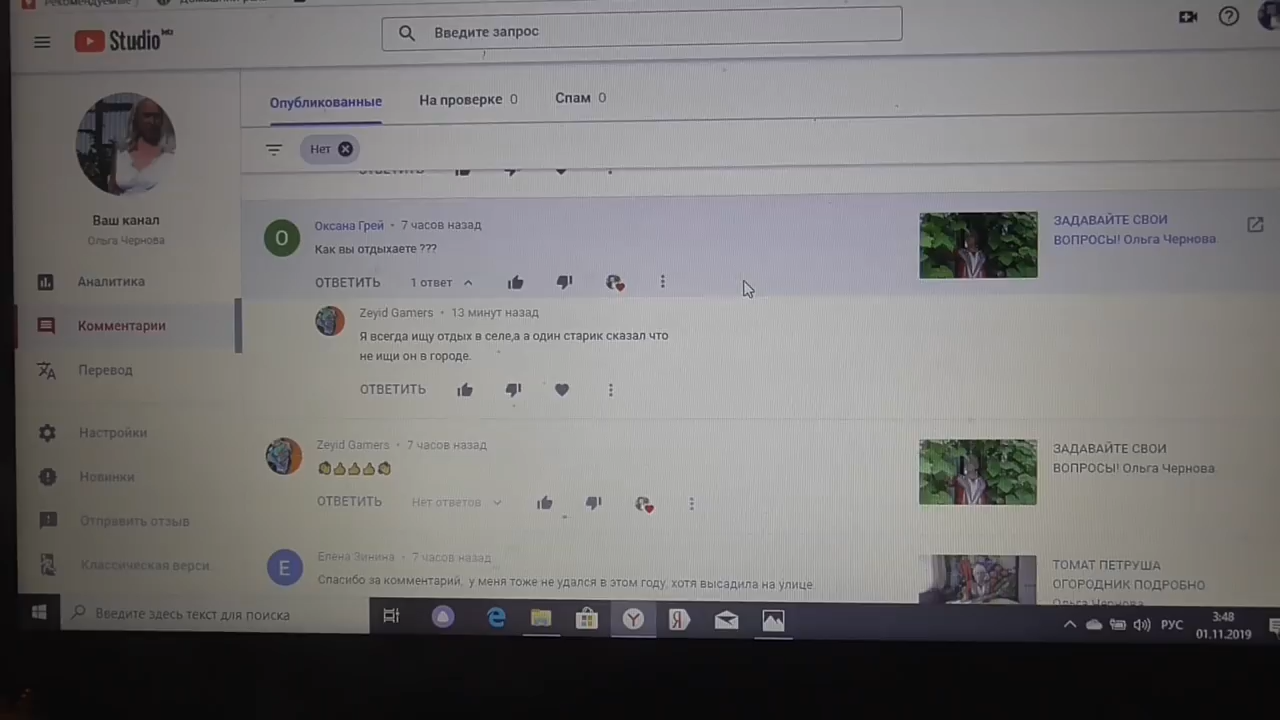 Studio
Введите запрос
Опубликованные
На проверке 0
Спам 0
Нет
Ваш канал
Ольга Чернова
Аналитика
Комментарии
Перевод
Настройки
Новинки
Отправить отзыв
Классическая верси...
О
Оксана Грей • 7 часов назад
Как вы отдыхаете ???
ОТВЕТИТЬ 1 ответ
ЗАДАВАЙТЕ СВОИ
ВОПРОСЫ! Ольга Чернова
Zeyid Gamers • 13 минут назад
Я всегда ищу отдых в селе,а а один старик сказал что
не ищи он в городе.
ОТВЕТИТЬ
Zeyid Gamers • 7 часов назад
ОТВЕТИТЬ Нет ответов
ЗАДАВАЙТЕ СВОИ
ВОПРОСЫ! Ольга Чернова
Е
Елена Зинина • 7 часов назад
Спасибо за комментарий, у меня тоже не удался в этом году, хотя высадила на улице
ТОМАТ ПЕТРУША
ОГОРОДНИК ПОДРОБНО
Ольга Чернова
Введите здесь текст для поиска
РУС
3:48
01.11.2019